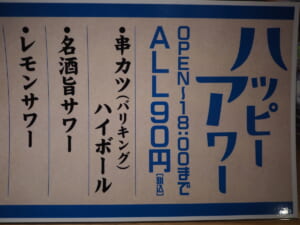 ハッピー
アワー
OPEN～18:00まで
ALL90円[税込]
・串カツ(バリキング)
ハイボール
・名酒旨サワー
・レモンサワー